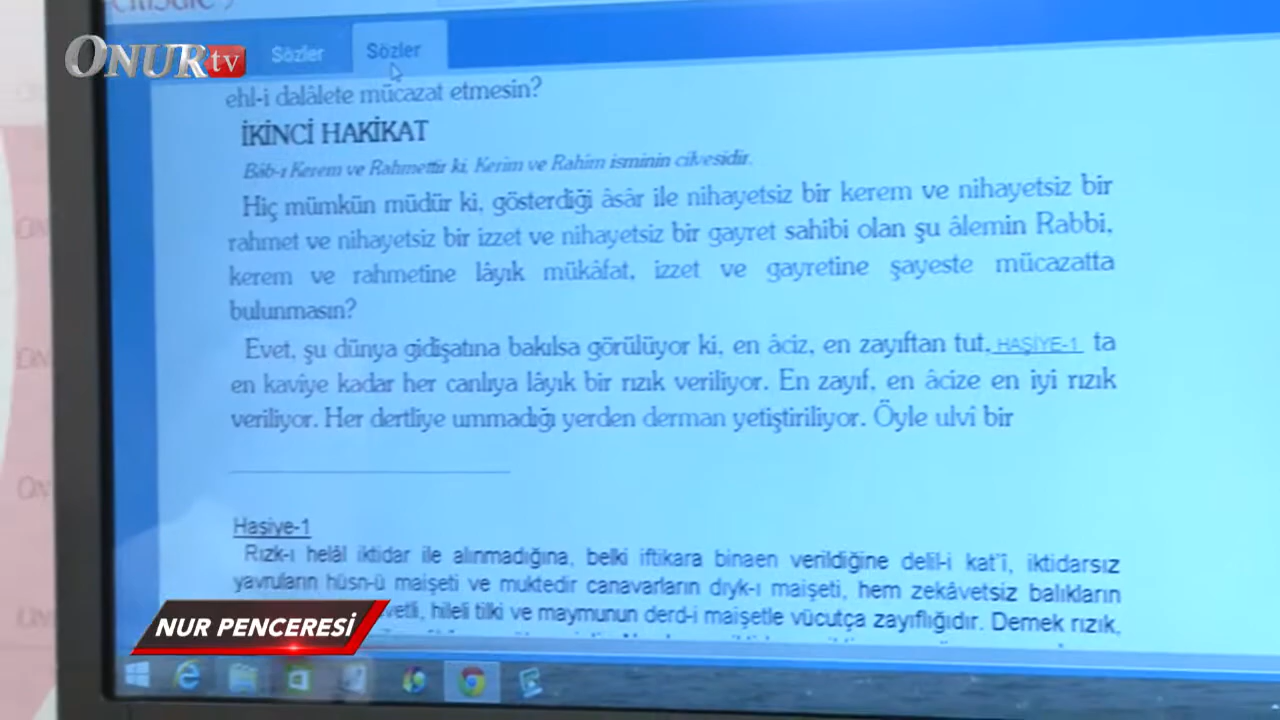 ONUR tv
Sözler
Sözler
ehl-i dalâlete mücazat etmesin?
İKİNCİ HAKİKAT
Bâb-ı Kerem ve Rahmettir ki, Kerîm ve Rahîm isminin cilvesidir.
Hiç mümkün müdür ki, gösterdiği âsâr ile nihayetsiz bir kerem ve nihayetsiz bir
rahmet ve nihayetsiz bir izzet ve nihayetsiz bir gayret sahibi olan şu âlemin Rabbi,
kerem ve rahmetine lâyık mükâfat, izzet ve gayretine şayeste mücazatta
bulunmasın?
Evet, şu dünya gidişatına bakılsa görülüyor ki, en âciz, en zayıftan tut, HAŞİYE-1 ta
en kavîye kadar her canlıya lâyık bir rızık veriliyor. En zayıf, en âcize en iyi rızık
veriliyor. Her dertliye ummadığı yerden derman yetiştiriliyor. Öyle ulvî bir
Haşiye-1
Rızk-ı helâl iktidar ile alınmadığına, belki iftikara binaen verildiğine delil-i kat'î, iktidarsız
yavruların hüsn-ü maişeti ve muktedir canavarların dıyk-ı maişeti, hem zekâvetsiz balıkların
vetli, hileli tilki ve maymunun derd-i maişetle vücutça zayıflığıdır. Demek rızık,
NUR PENCERESİ